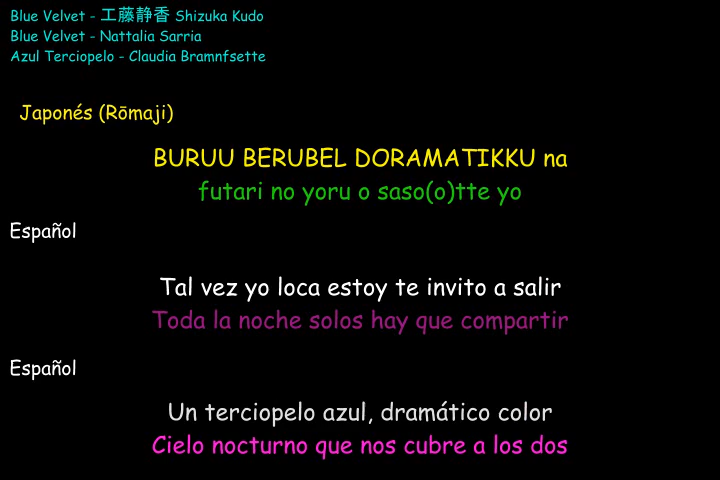 Blue Velvet - 工藤静香 Shizuka Kudo
Blue Velvet - Nattalia Sarria
Azul Terciopelo - Claudia Bramnfsette
Japonés (Rōmaji)
BURUU BERUBEL DORAMATIKKU na
futari no yoru o saso(o)tte yo
Español
Tal vez yo loca estoy te invito a salir
Toda la noche solos hay que compartir
Español
Un terciopelo azul, dramático color
Cielo nocturno que nos cubre a los dos